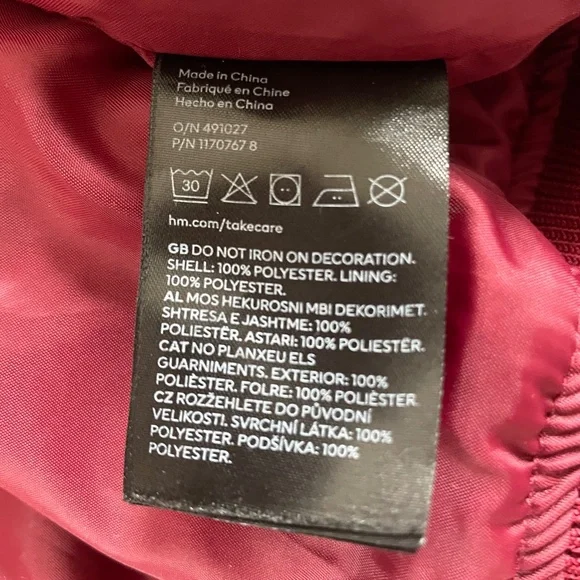 Made in China
Fabriqué en Chine
Hecho en China
O/N 491027
P/N 1170767 8
30
hm.com/takecare
GB DO NOT IRON ON DECORATION.
SHELL: 100% POLYESTER. LINING:
100% POLYESTER.
AL MOS HEKUROSNI MBI DEKORIMET.
SHTRESA E JASHTME: 100%
POLIESTËR. ASTARI: 100% POLIESTËR.
CAT NO PLANXEU ELS
GUARNIMENTS. EXTERIOR: 100%
POLIÈSTER. FOLRE: 100% POLIÈSTER
CZ ROZŽEHLETE DO PŮVODNÍ
VELIKOSTI. SVRCHNÍ LÁTKA: 100%
POLYESTER. PODŠÍVKA: 100%
POLYESTER.